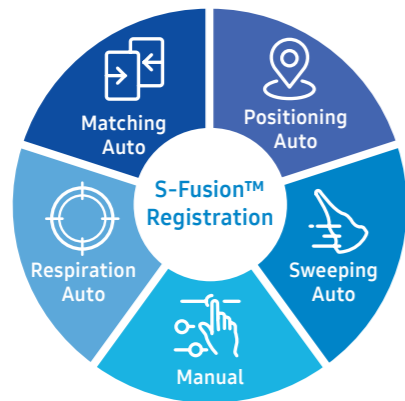 Matching
Auto
Positioning
Auto
S-Fusion™
Registration
Respiration
Auto
Sweeping
Auto
Manual